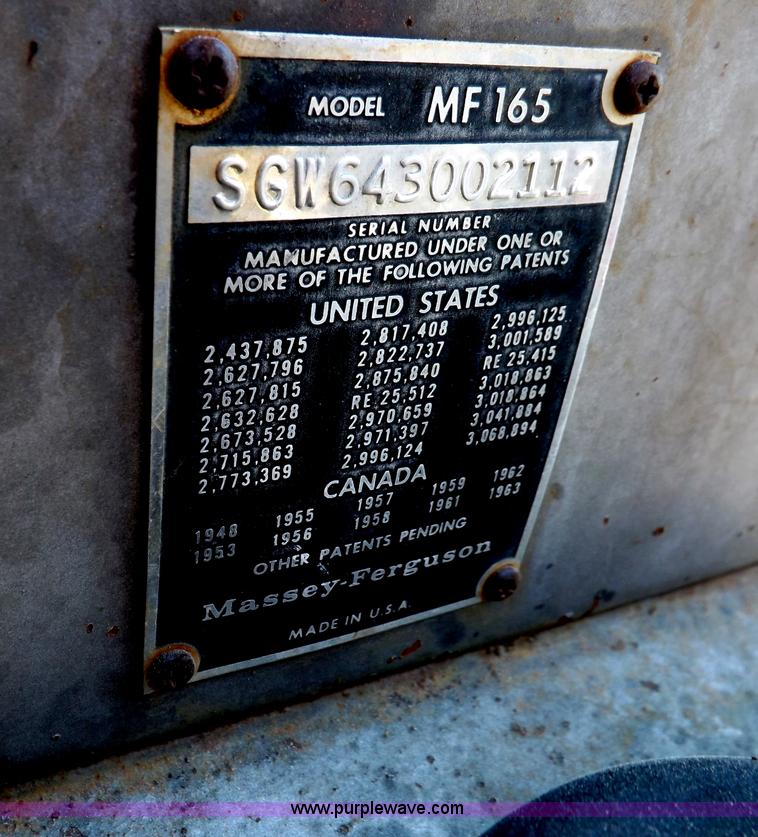 MODEL MF 165
SGW643002112
SERIAL NUMBER
MANUFACTURED UNDER ONE OR
MORE OF THE FOLLOWING PATENTS
UNITED STATES
2,437,875 2,817,408 2,996,125
2,627,796 2,822,737 3,001,589
2,627,815 2,875,840 RE 25,415
2,632,628 RE 25,512 3,018,863
2,673,528 2,970,659 3,018,864
2,715,863 2,971,397 3,041,884
2,773,369 2,996,124 3,068,894
CANADA
1948 1955 1957 1959 1962
1953 1956 1958 1961 1963
OTHER PATENTS PENDING
Massey-Ferguson
MADE IN U.S.A.
www.purplewave.com